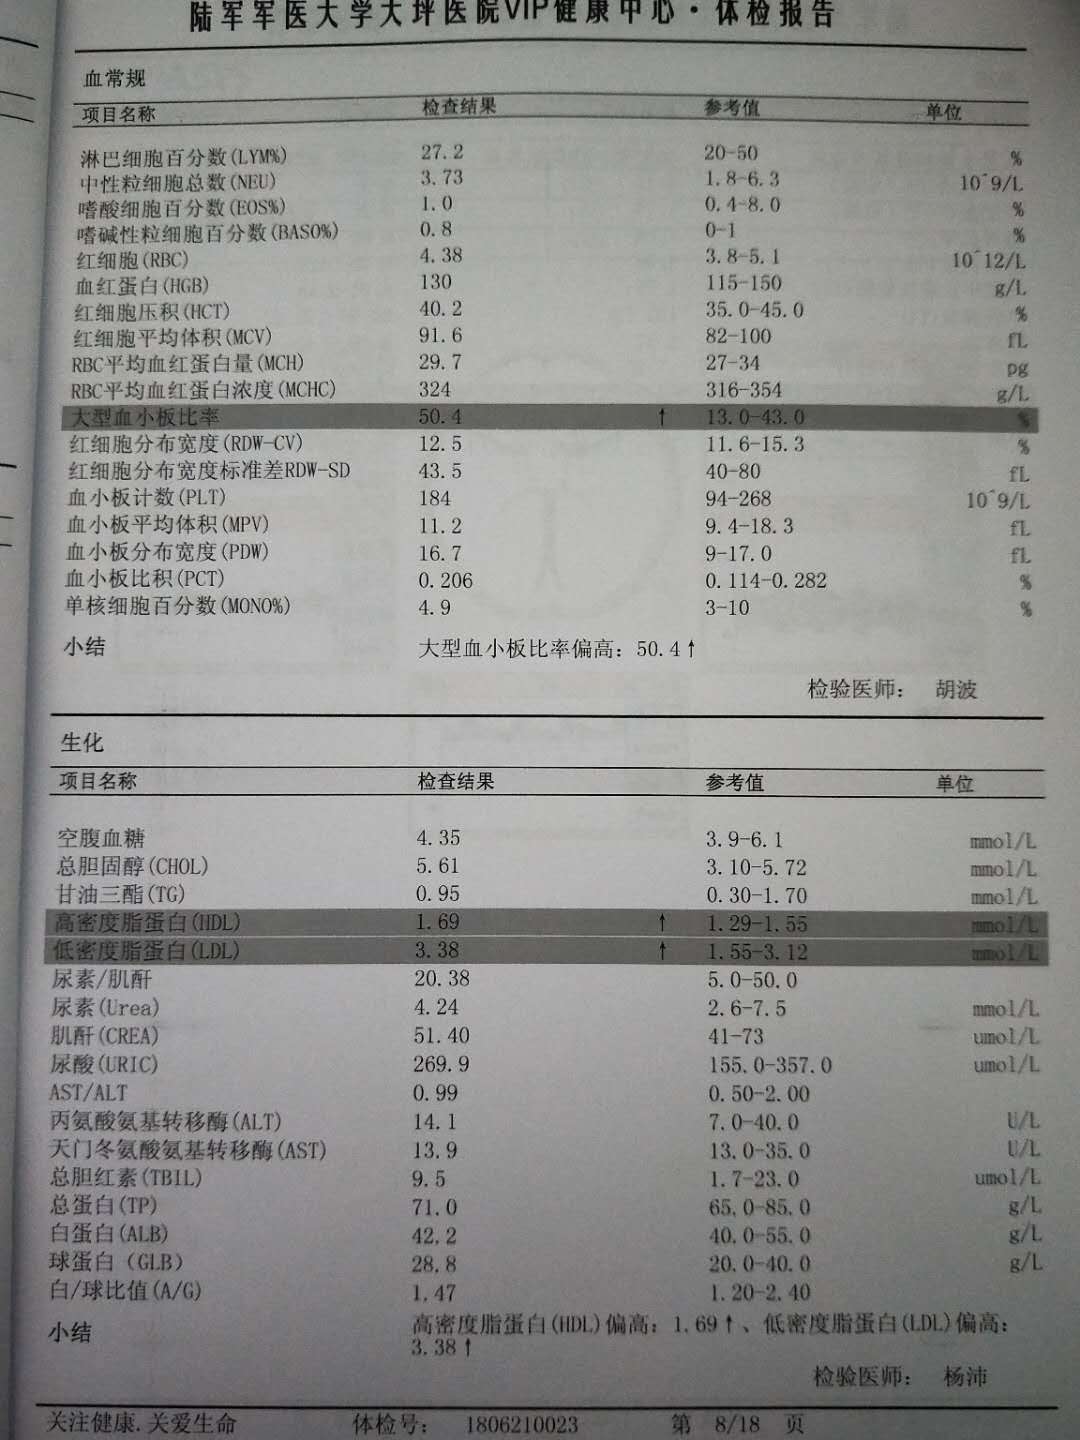 陆军军医大学大坪医院VIP健康中心·体检报告
血常规
项目名称 检查结果 参考值 单位
淋巴细胞百分数(LYM%) 27.2 20-50 %
中性粒细胞总数(NEU) 3.73 1.8-6.3 10^9/L
嗜酸细胞百分数(EOS%) 1.0 0.4-8.0 %
嗜碱性粒细胞百分数(BASO%) 0.8 0-1 %
红细胞(RBC) 4.38 3.8-5.1 10^12/L
血红蛋白(HGB) 130 115-150 g/L
红细胞压积(HCT) 40.2 35.0-45.0 %
红细胞平均体积(MCV) 91.6 82-100 fL
RBC平均血红蛋白量(MCH) 29.7 27-34 pg
RBC平均血红蛋白浓度(MCHC) 324 316-354 g/L
大型血小板比率 50.4 ↑ 13.0-43.0 %
红细胞分布宽度(RDW-CV) 12.5 11.6-15.3 %
红细胞分布宽度标准差RDW-SD 43.5 40-80 fL
血小板计数(PLT) 184 94-268 10^9/L
血小板平均体积(MPV) 11.2 9.4-18.3 fL
血小板分布宽度(PDW) 16.7 9-17.0 fL
血小板比积(PCT) 0.206 0.114-0.282 %
单核细胞百分数(MONO%) 4.9 3-10 %
小结 大型血小板比率偏高：50.4↑
检验医师： 胡波
生化
项目名称 检查结果 参考值 单位
空腹血糖 4.35 3.9-6.1 mmol/L
总胆固醇(CHOL) 5.61 3.10-5.72 mmol/L
甘油三酯(TG) 0.95 0.30-1.70 mmol/L
高密度脂蛋白(HDL) 1.69 ↑ 1.29-1.55 mmol/L
低密度脂蛋白(LDL) 3.38 ↑ 1.55-3.12 mmol/L
尿素/肌酐 20.38 5.0-50.0
尿素(Urea) 4.24 2.6-7.5 mmol/L
肌酐(CREA) 51.40 41-73 umol/L
尿酸(URIC) 269.9 155.0-357.0 umol/L
AST/ALT 0.99 0.50-2.00
丙氨酸氨基转移酶(ALT) 14.1 7.0-40.0 U/L
天门冬氨酸氨基转移酶(AST) 13.9 13.0-35.0 U/L
总胆红素(TBIL) 9.5 1.7-23.0 umol/L
总蛋白(TP) 71.0 65.0-85.0 g/L
白蛋白(ALB) 42.2 40.0-55.0 g/L
球蛋白（GLB） 28.8 20.0-40.0 g/L
白/球比值(A/G) 1.47 1.20-2.40
小结 高密度脂蛋白(HDL)偏高：1.69↑、低密度脂蛋白(LDL)偏高：
3.38↑
检验医师： 杨沛
关注健康.关爱生命 体检号： 1806210023 第 8/18 页